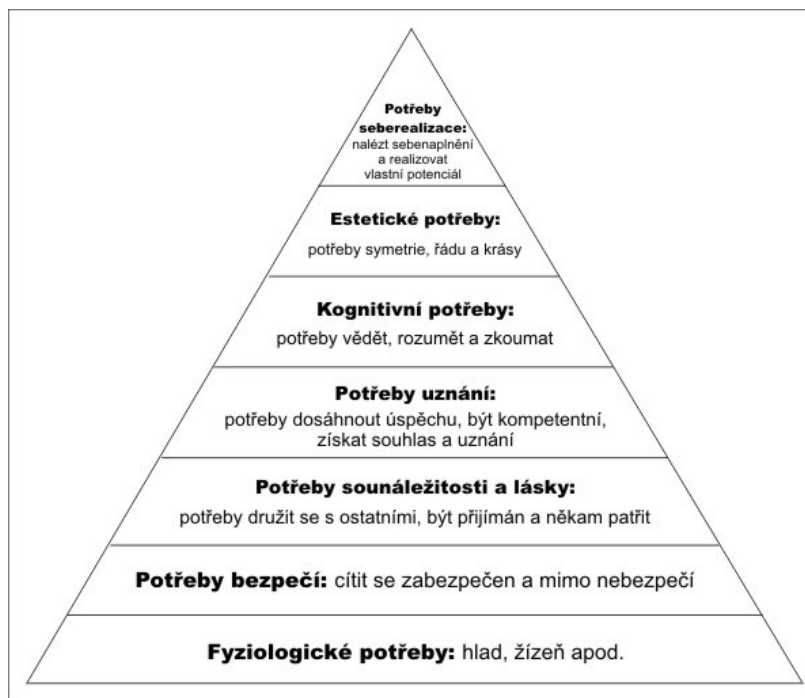 Potřeby
seberealizace:
nalézt sebenaplnění
a realizovat
vlastní potenciál
Estetické potřeby:
potřeby symetrie, řádu a krásy
Kognitivní potřeby:
potřeby vědět, rozumět a zkoumat
Potřeby uznání:
potřeby dosáhnout úspěchu, být kompetentní,
získat souhlas a uznání
Potřeby sounáležitosti a lásky:
potřeby družit se s ostatními, být přijímán a někam patřit
Potřeby bezpečí: cítit se zabezpečen a mimo nebezpečí
Fyziologické potřeby: hlad, žízeň apod.